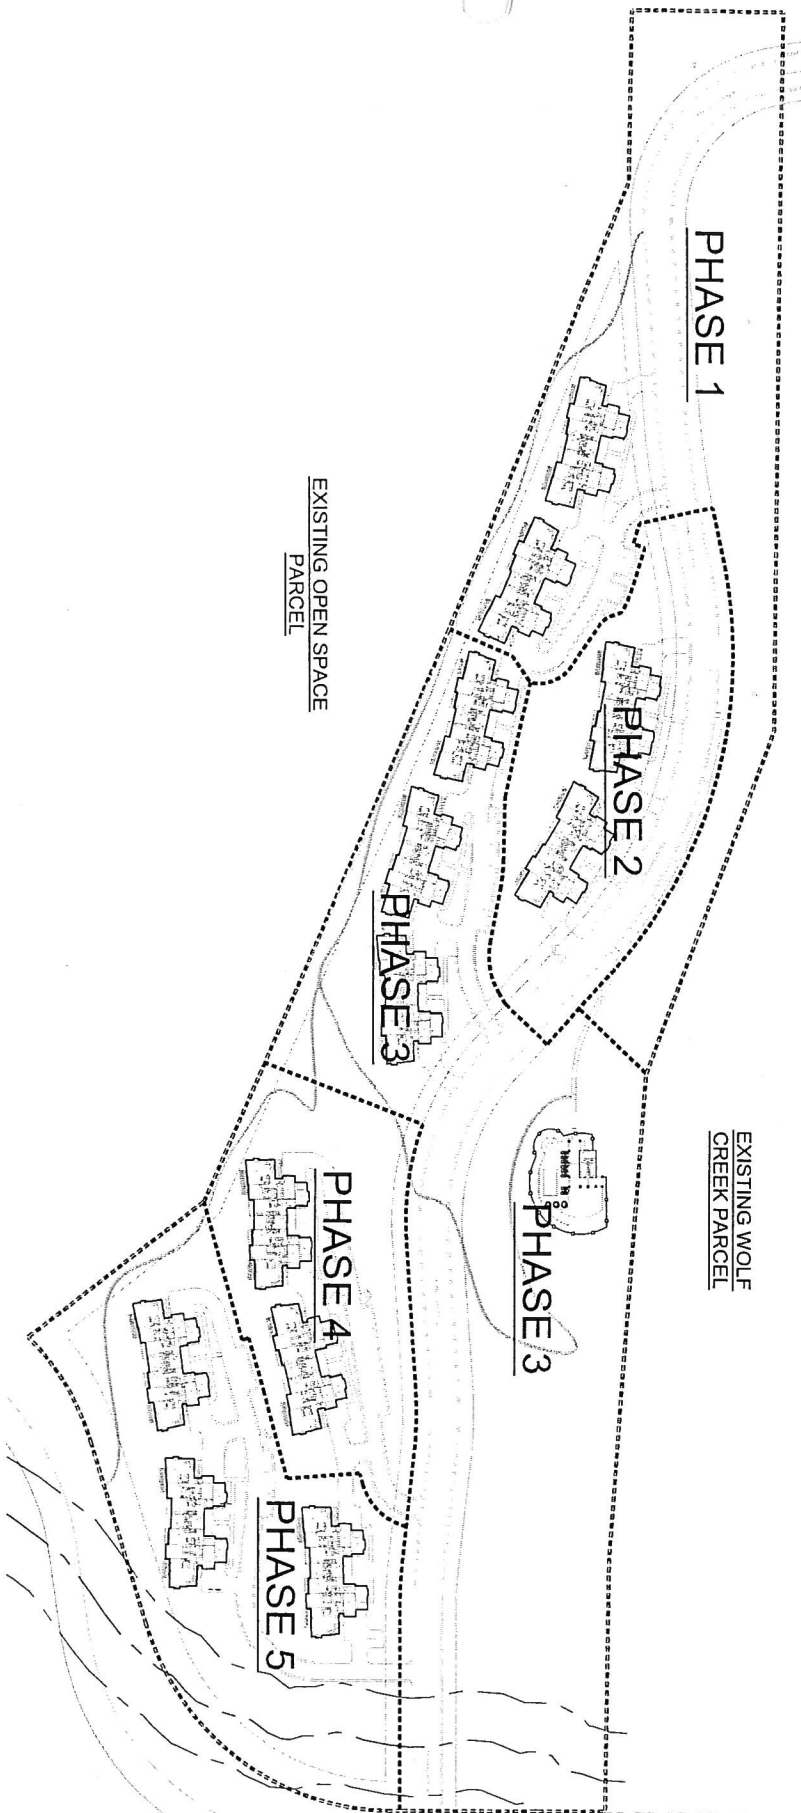 PHASE 1
PHASE 2
EXISTING OPEN SPACE
PARCEL
PHASE 3
EXISTING WOLF
CREEK PARCEL
PHASE 3
PHASE 4
PHASE 5